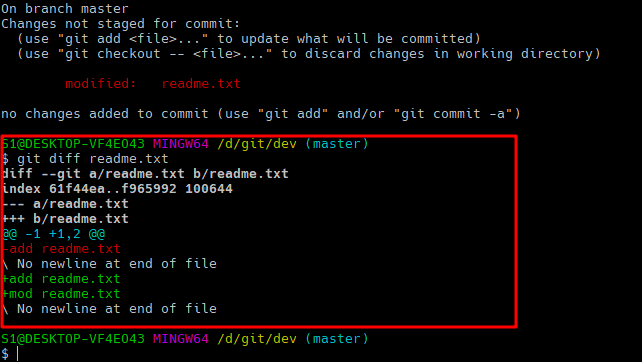 On branch master
Changes not staged for commit:
  (use "git add <file>..." to update what will be committed)
  (use "git checkout -- <file>..." to discard changes in working directory)

        modified:   readme.txt

no changes added to commit (use "git add" and/or "git commit -a")

S1@DESKTOP-VF4EO43 MINGW64 /d/git/dev (master)
$ git diff readme.txt
diff --git a/readme.txt b/readme.txt
index 61f44ea..f965992 100644
--- a/readme.txt
+++ b/readme.txt
@@ -1 +1,2 @@
-add readme.txt
\ No newline at end of file
+add readme.txt
+mod readme.txt
\ No newline at end of file

S1@DESKTOP-VF4EO43 MINGW64 /d/git/dev (master)
$